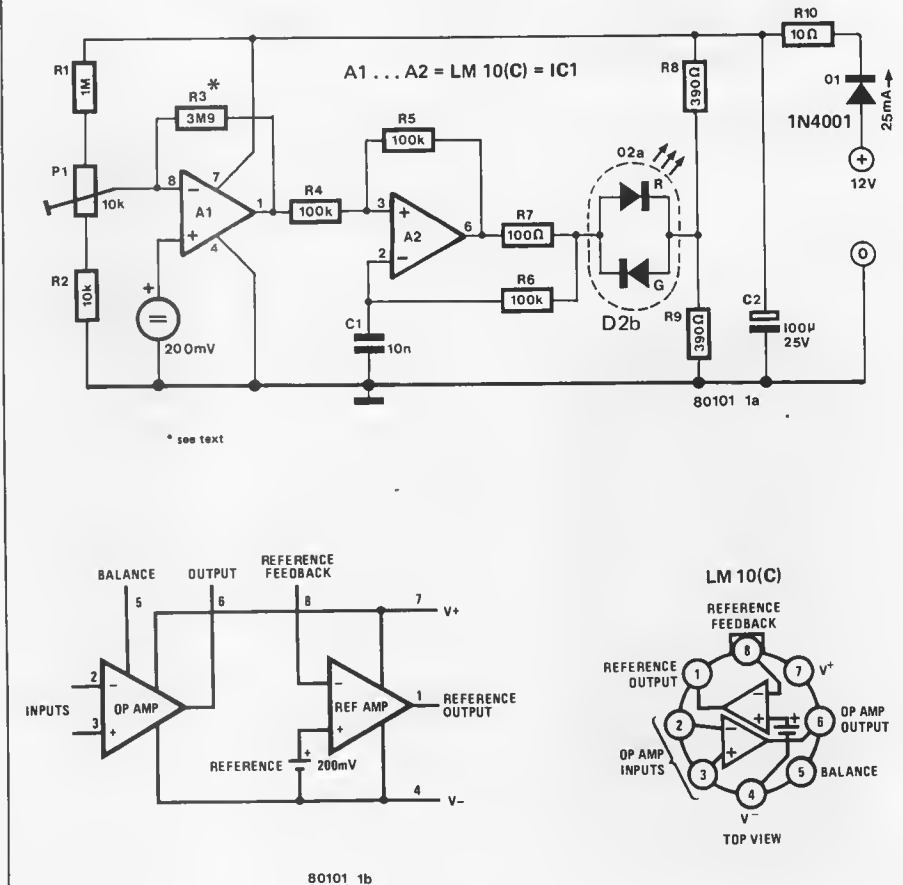 R10
10Ω
R1
1M
A1 . . . A2 = LM 10(C) = IC1
R8
390Ω
O1
25mA
1N4001
R3 *
3M9
R5
100k
O2a
+
12V
P1
10k
8
–
7
A1
+
4
1
R4
100k
3
+
A2
2
–
6
R7
100Ω
R
G
0
R2
10k
+
=
200mV
R6
100k
D2b
C1
10n
R9
390Ω
C2
100µ
25V
80101 1a
* see text
BALANCE
5
OUTPUT
6
REFERENCE
FEEDBACK
8
7
V+
INPUTS
2
3
–
+
OP AMP
–
+
REF AMP
1
REFERENCE
OUTPUT
REFERENCE
+
200mV
4
V–
80101 1b
LM 10(C)
REFERENCE
FEEDBACK
8
REFERENCE
OUTPUT
1
7
V+
–
+
+
2
–
+
6
OP AMP
OUTPUT
OP AMP
INPUTS
3
5
BALANCE
4
V–
TOP VIEW